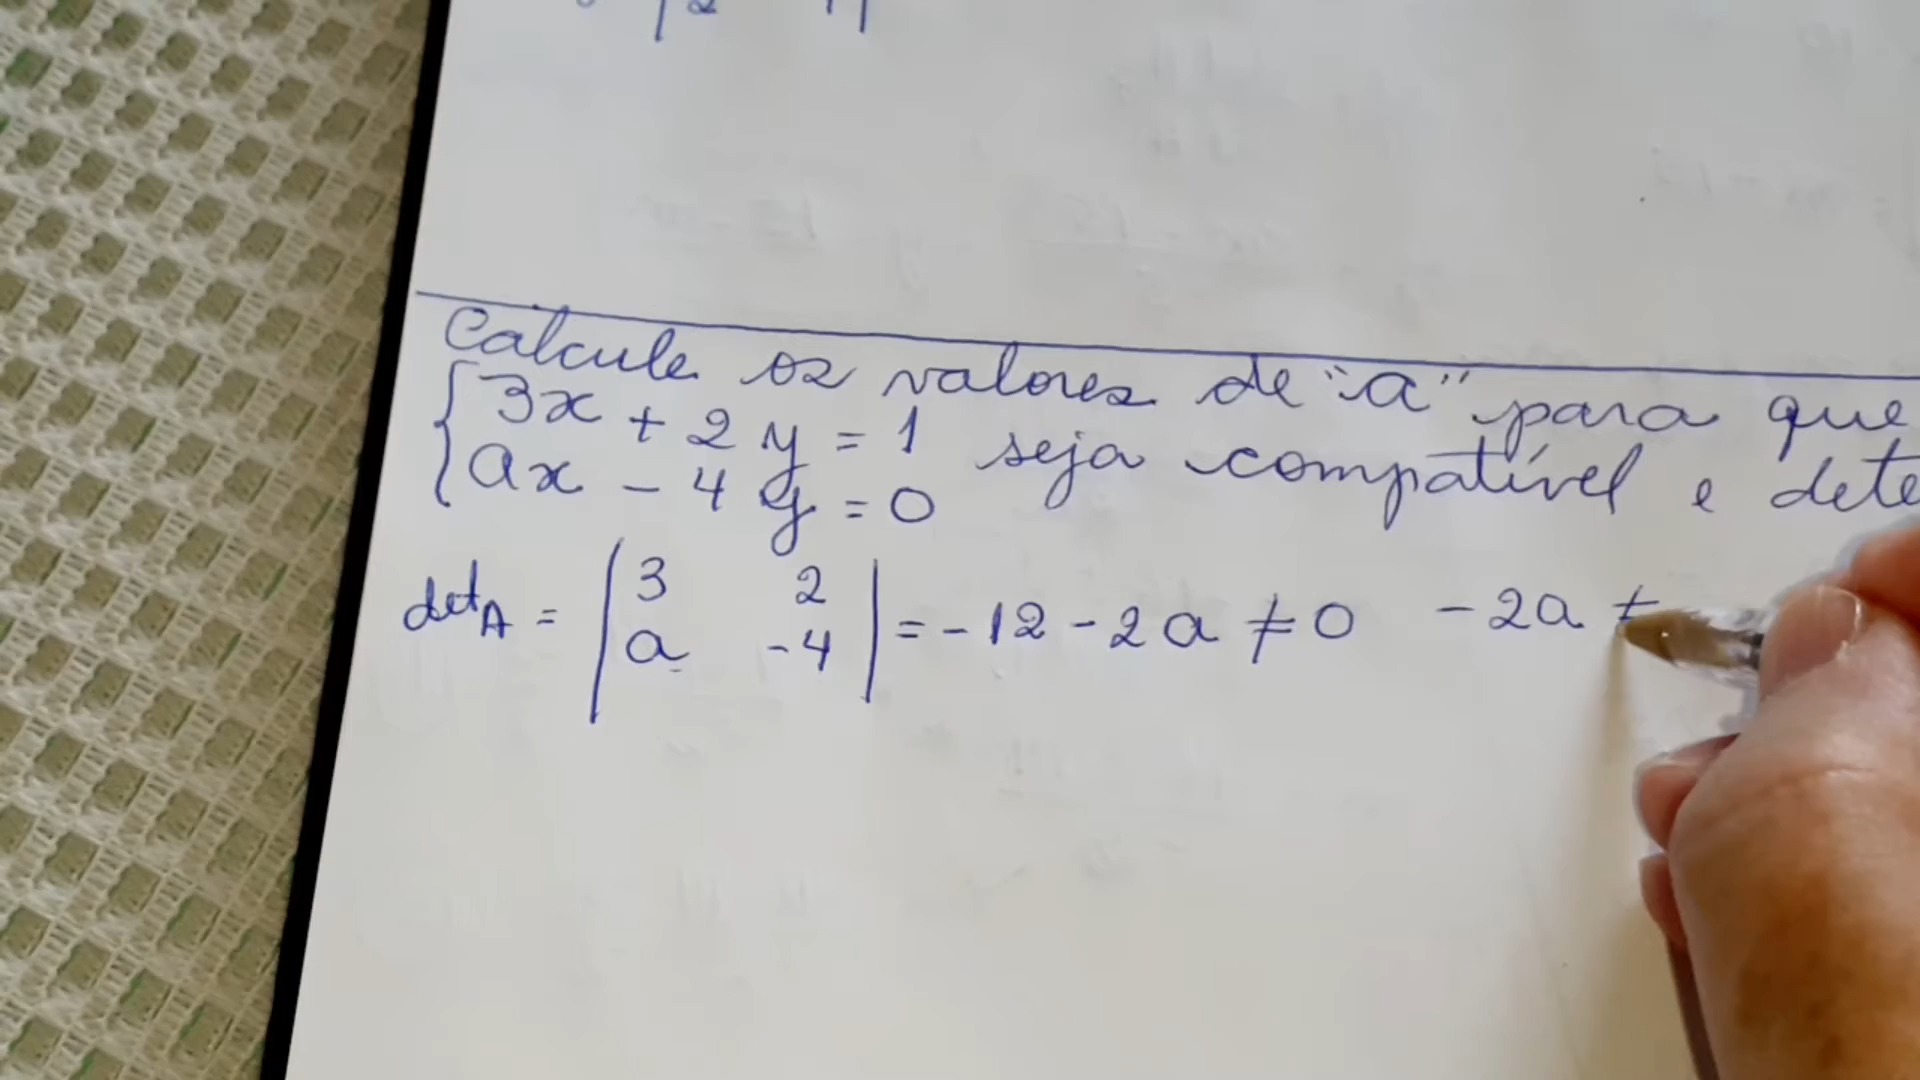 Calcule os valores de "a" para que
3x + 2y = 1 seja compatível e dete
ax - 4y = 0
detA = | 3 2 | = -12 - 2a ≠ 0 -2a ≠
a -4